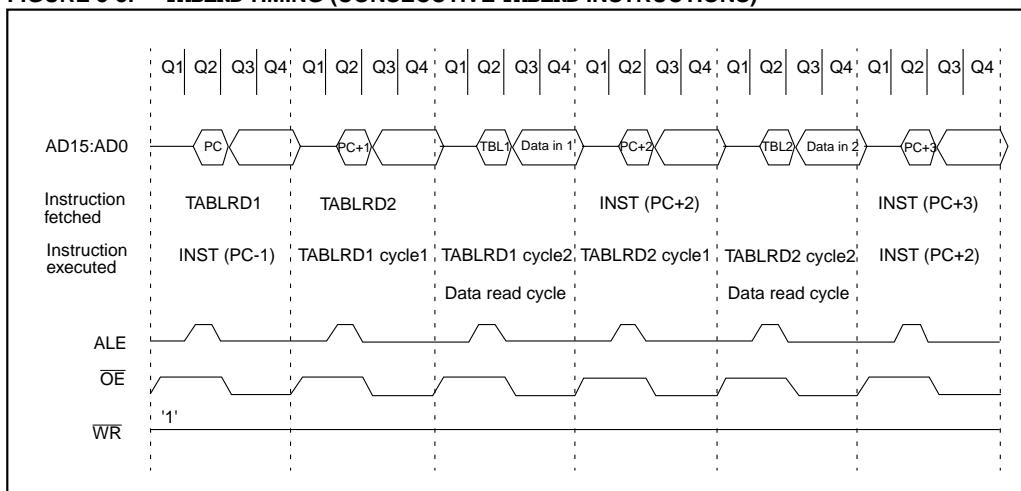 Q1 Q2 Q3 Q4 Q1 Q2 Q3 Q4 Q1 Q2 Q3 Q4 Q1 Q2 Q3 Q4 Q1 Q2 Q3 Q4 Q1 Q2 Q3 Q4
AD15:AD0 PC PC+1 TBL1 Data in 1 PC+2 TBL2 Data in 2 PC+3
Instruction
fetched
TABLRD1 TABLRD2 INST (PC+2) INST (PC+3)
Instruction
executed
INST (PC-1) TABLRD1 cycle1 TABLRD1 cycle2 TABLRD2 cycle1 TABLRD2 cycle2 INST (PC+2)
Data read cycle Data read cycle
ALE
OE
'1'
WR